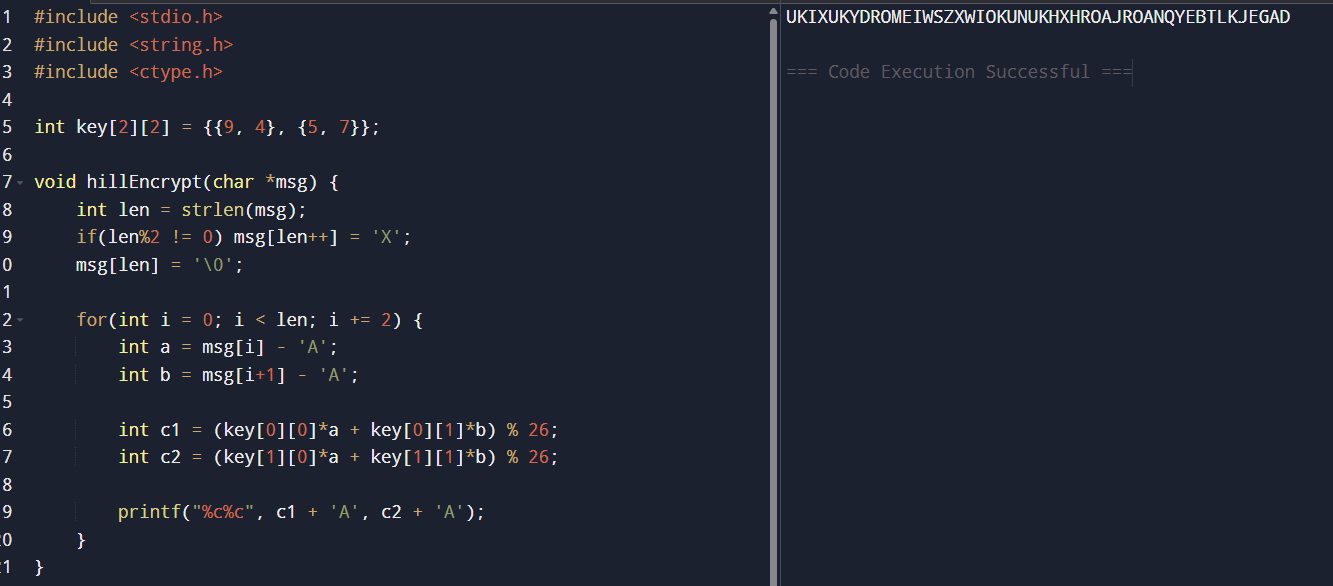 1 #include <stdio.h>
2 #include <string.h>
3 #include <ctype.h>
4
5 int key[2][2] = {{9, 4}, {5, 7}};
6
7 void hillEncrypt(char *msg) {
8     int len = strlen(msg);
9     if(len%2 != 0) msg[len++] = 'X';
0     msg[len] = '\0';
1
2     for(int i = 0; i < len; i += 2) {
3         int a = msg[i] - 'A';
4         int b = msg[i+1] - 'A';
5
6         int c1 = (key[0][0]*a + key[0][1]*b) % 26;
7         int c2 = (key[1][0]*a + key[1][1]*b) % 26;
8
9         printf("%c%c", c1 + 'A', c2 + 'A');
20     }
21 }
UKIXUKYDROMEIWSZXWIOKUNUKHXHROAJROANQYEBTLKJEGAD
=== Code Execution Successful ===